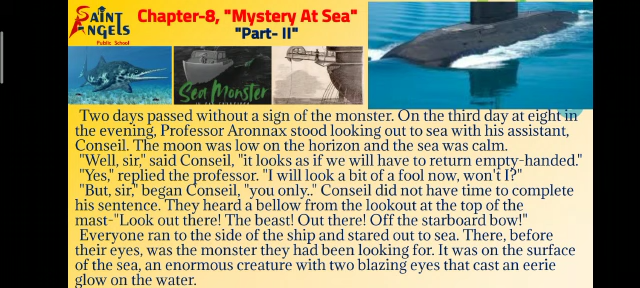 SAINT
ANGELS
Public School
Chapter-8, "Mystery At Sea"
"Part- II"
Sea Monster
Two days passed without a sign of the monster. On the third day at eight in
the evening, Professor Aronnax stood looking out to sea with his assistant,
Conseil. The moon was low on the horizon and the sea was calm.
"Well, sir," said Conseil, "it looks as if we will have to return empty-handed."
"Yes," replied the professor. "I will look a bit of a fool now, won't I?"
"But, sir," began Conseil, "you only.." Conseil did not have time to complete
his sentence. They heard a bellow from the lookout at the top of the
mast-"Look out there! The beast! Out there! Off the starboard bow!"
Everyone ran to the side of the ship and stared out to sea. There, before
their eyes, was the monster they had been looking for. It was on the surface
of the sea, an enormous creature with two blazing eyes that cast an eerie
glow on the water.